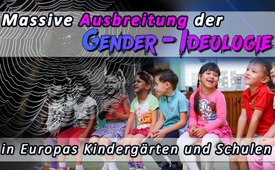 Massive Ausbreitung der
Gender-Ideologie
in Europas Kindergärten und Schulen